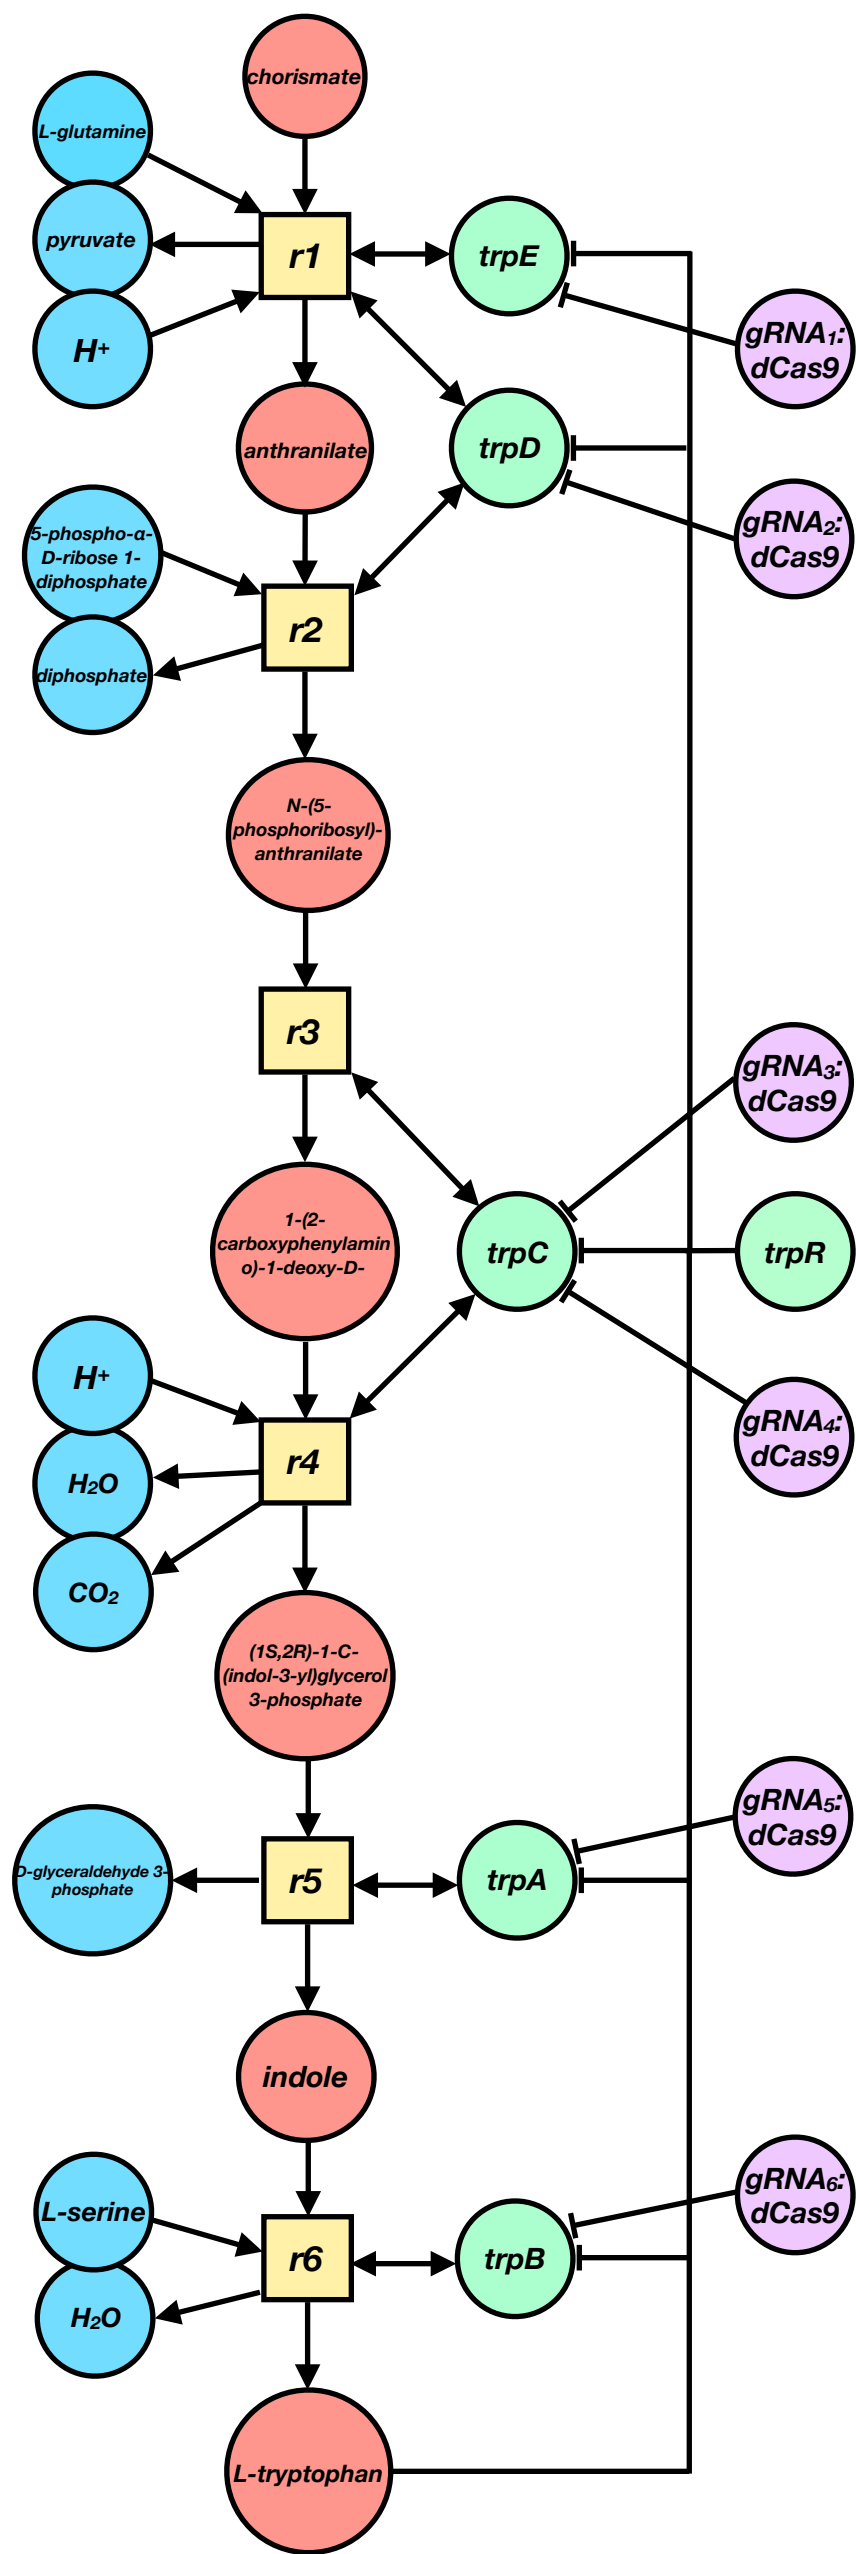 chorismate
L-glutamine
pyruvate
H+
r1
trpE
gRNA1:
dCas9
anthranilate
trpD
gRNA2:
dCas9
5-phospho-α-
D-ribose 1-
diphosphate
diphosphate
r2
N-(5-
phosphoribosyl)-
anthranilate
r3
gRNA3:
dCas9
1-(2-
carboxyphenylamin
o)-1-deoxy-D-
trpC
trpR
H+
H2O
CO2
r4
gRNA4:
dCas9
(1S,2R)-1-C-
(indol-3-yl)glycerol
3-phosphate
D-glyceraldehyde 3-
phosphate
r5
trpA
gRNA5:
dCas9
indole
L-serine
H2O
r6
trpB
gRNA6:
dCas9
L-tryptophan